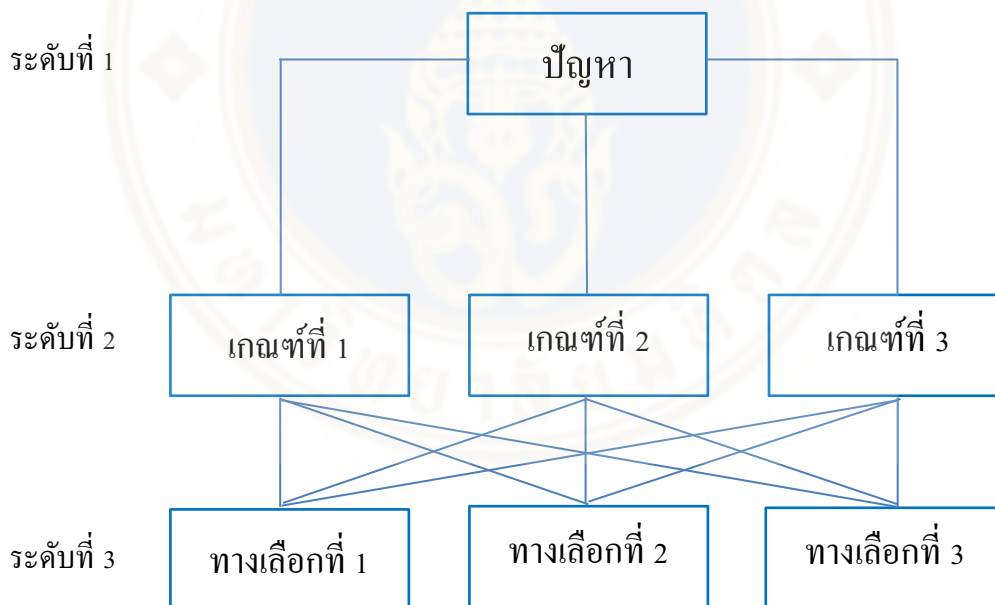 ระดับที่ 1
ปัญหา
ระดับที่ 2
เกณฑ์ที่ 1
เกณฑ์ที่ 2
เกณฑ์ที่ 3
ระดับที่ 3
ทางเลือกที่ 1
ทางเลือกที่ 2
ทางเลือกที่ 3